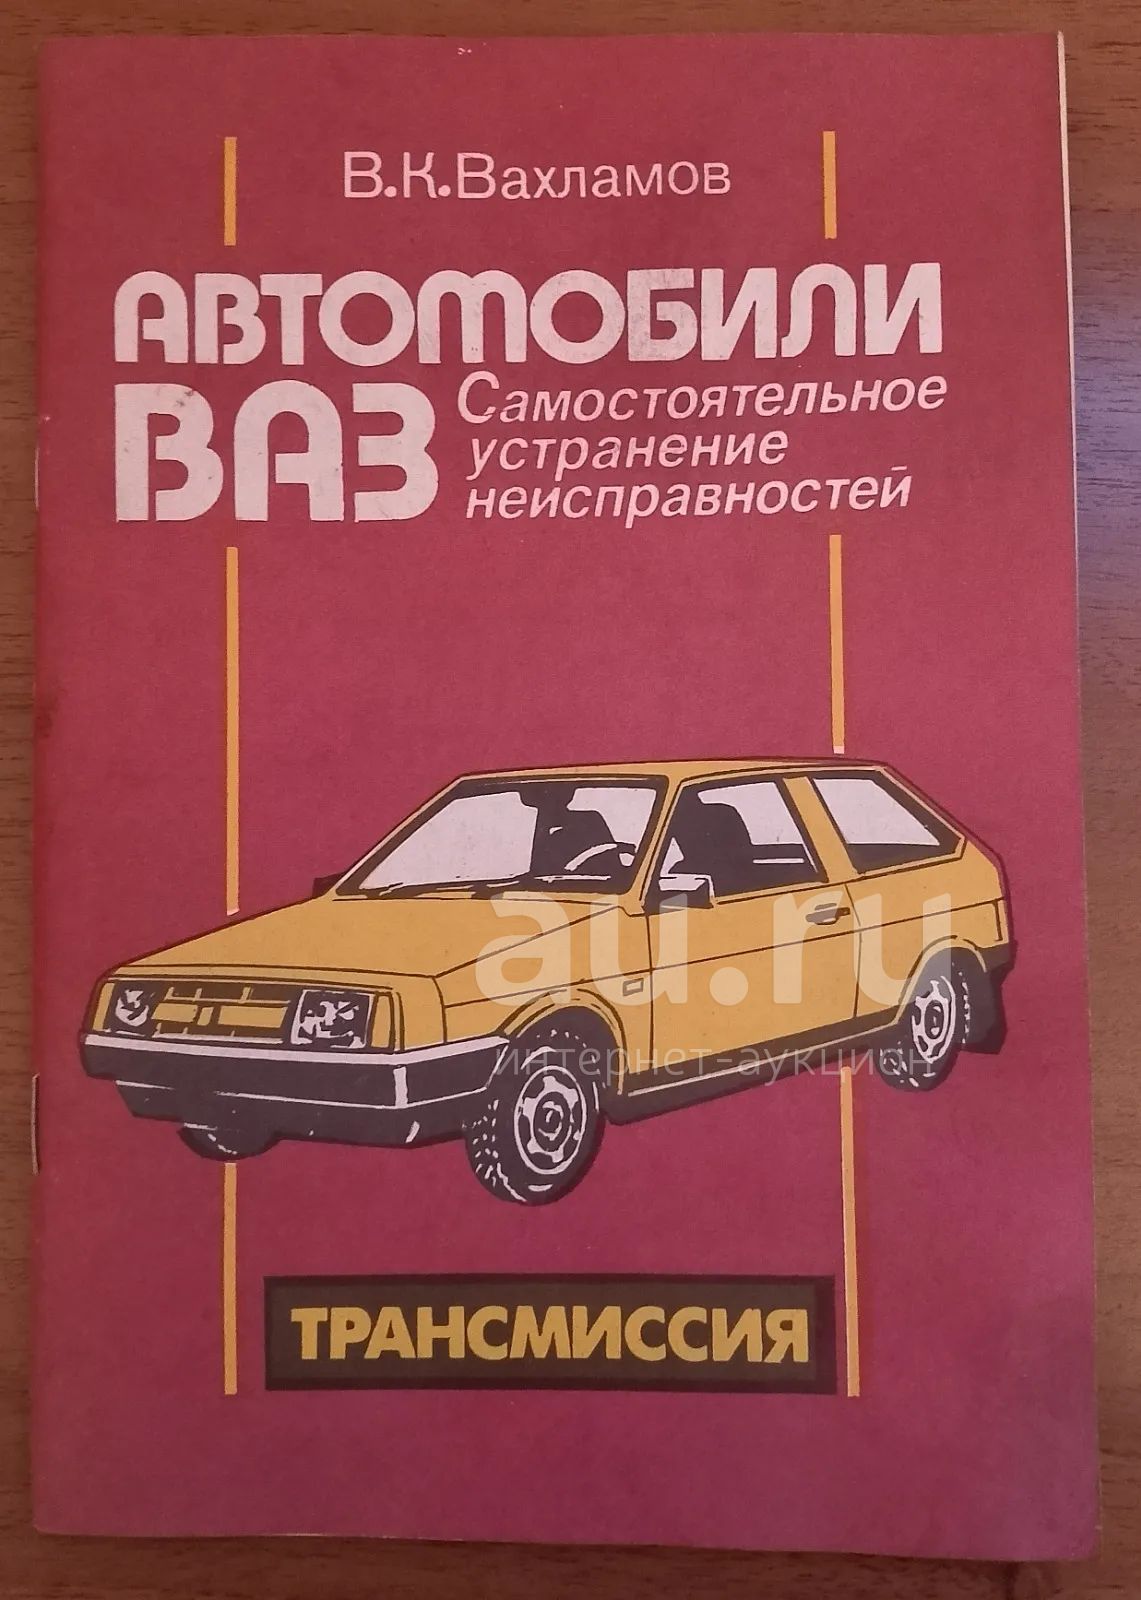 В.К.Вахламов
АВТОМОБИЛИ
ВАЗ
Самостоятельное
устранение
неисправностей
au.ru
интернет-аукцион
ТРАНСМИССИЯ